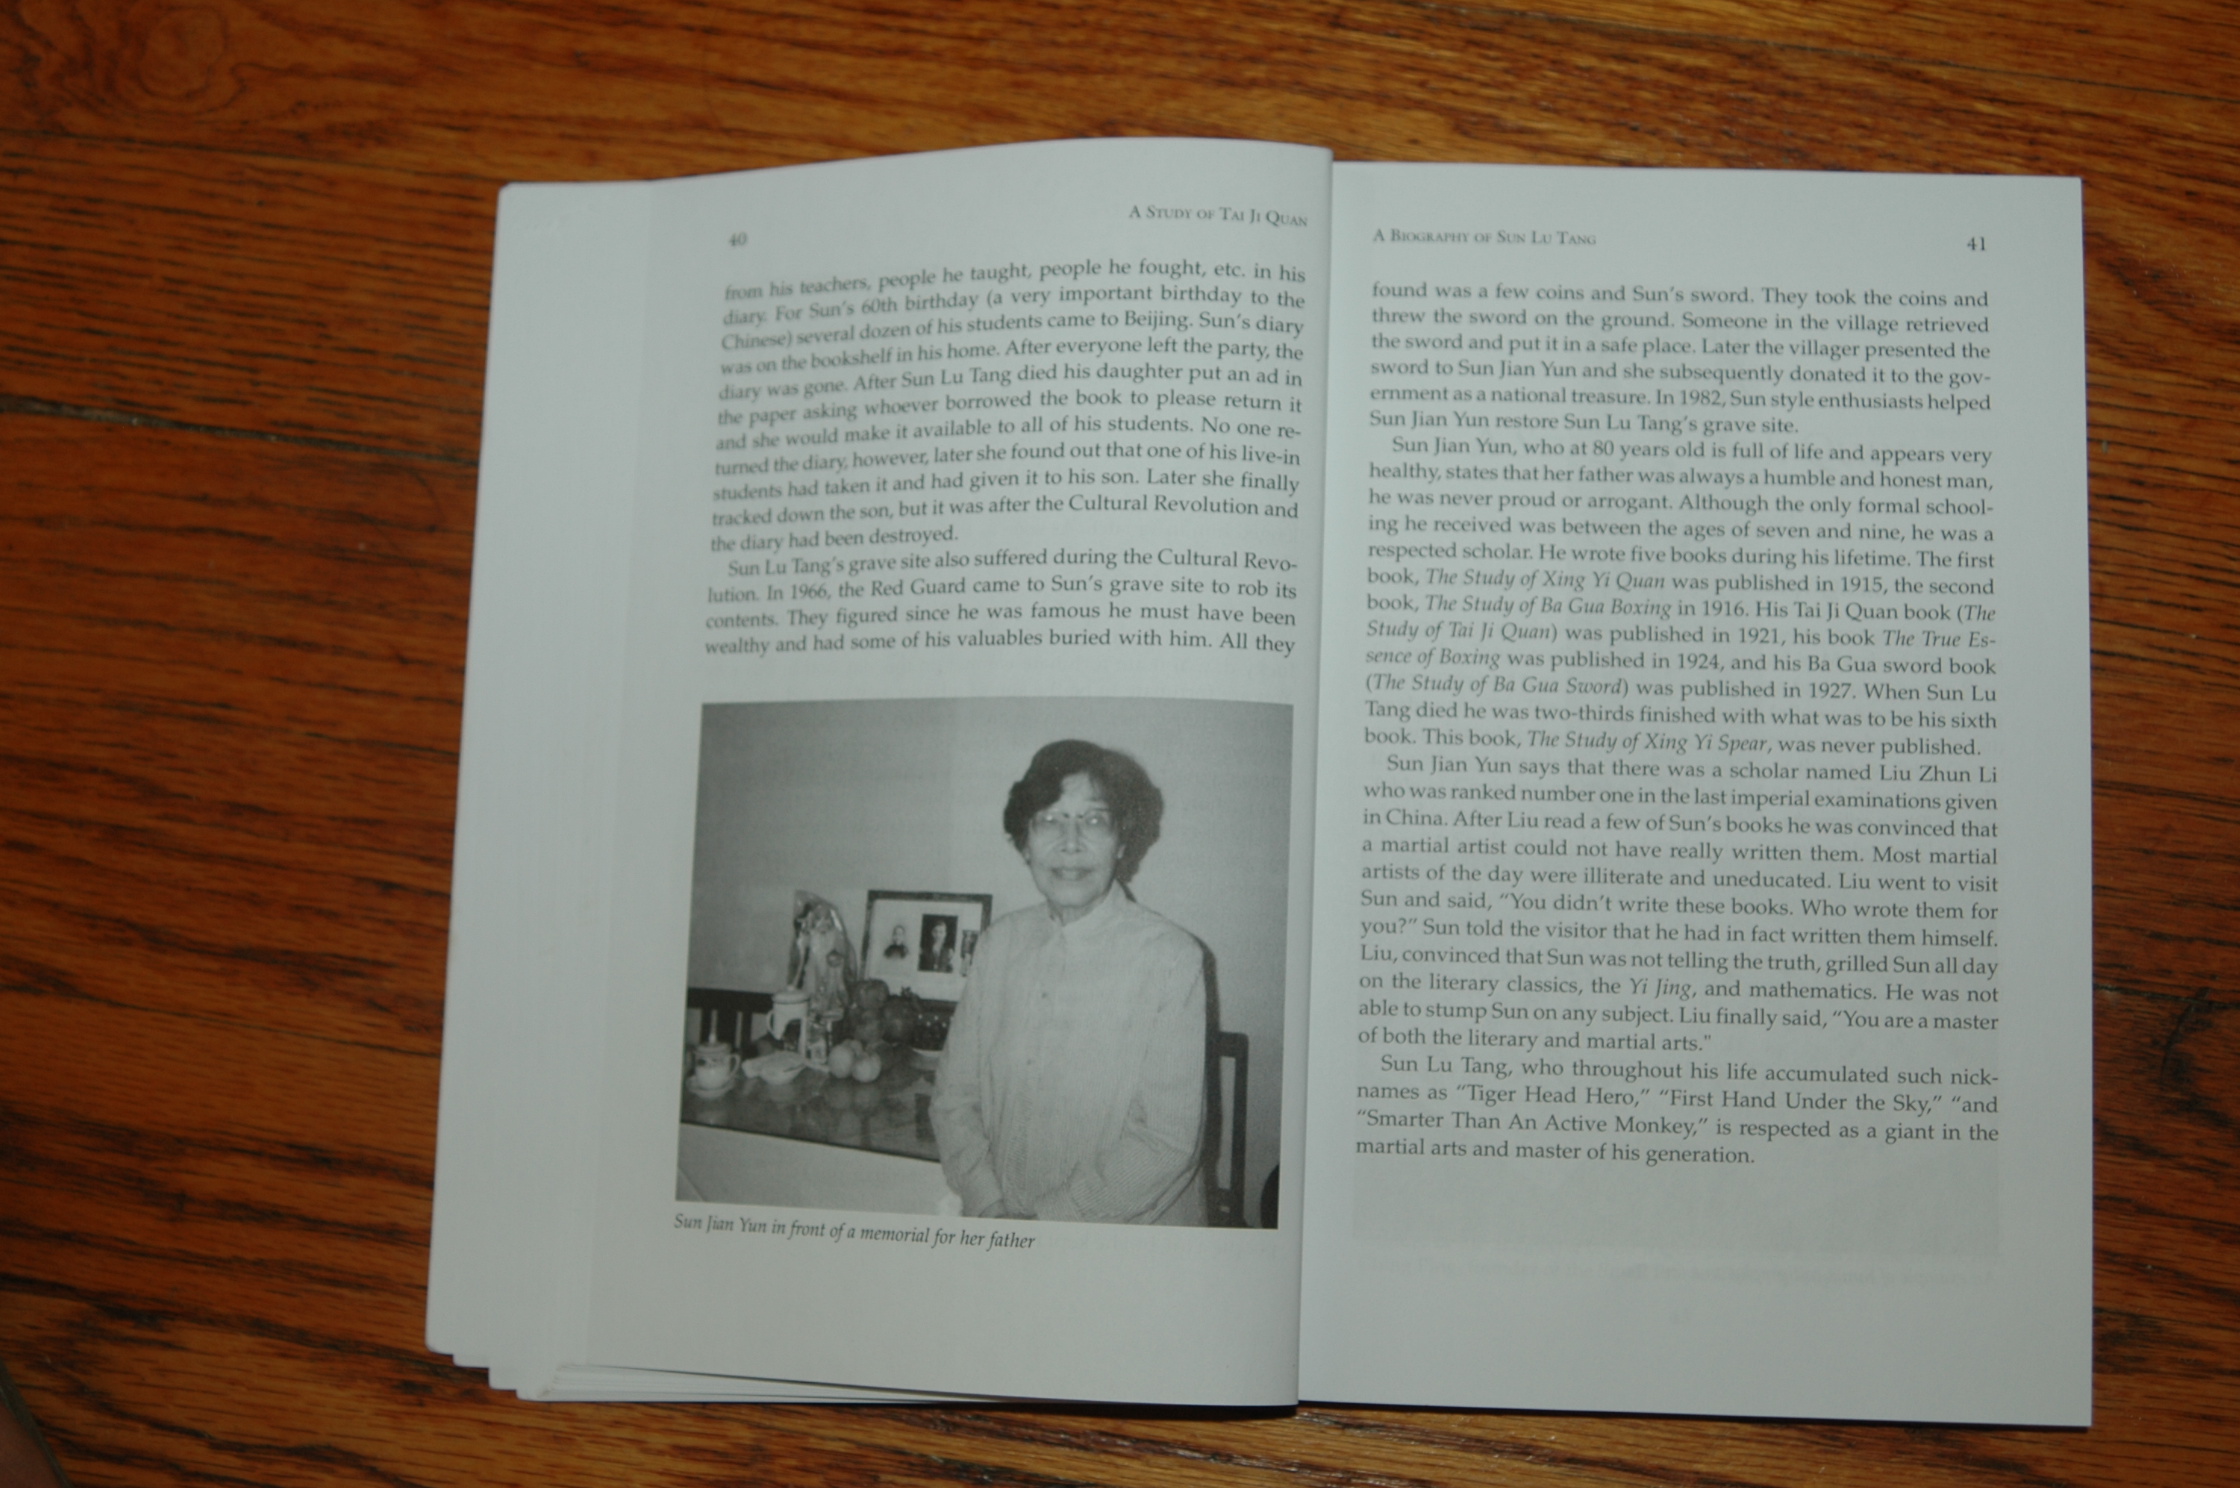 40
A Study of Tai Ji Quan
from his teachers, people he taught, people he fought, etc. in his
diary. For Sun's 60th birthday (a very important birthday to the
Chinese) several dozen of his students came to Beijing. Sun's diary
was on the bookshelf in his home. After everyone left the party, the
diary was gone. After Sun Lu Tang died his daughter put an ad in
the paper asking whoever borrowed the book to please return it
and she would make it available to all of his students. No one re-
turned the diary, however, later she found out that one of his live-in
students had taken it and had given it to his son. Later she finally
tracked down the son, but it was after the Cultural Revolution and
the diary had been destroyed.
Sun Lu Tang's grave site also suffered during the Cultural Revo-
lution. In 1966, the Red Guard came to Sun's grave site to rob its
contents. They figured since he was famous he must have been
wealthy and had some of his valuables buried with him. All they
Sun Jian Yun in front of a memorial for her father
A Biography of Sun Lu Tang
41
found was a few coins and Sun's sword. They took the coins and
threw the sword on the ground. Someone in the village retrieved
the sword and put it in a safe place. Later the villager presented the
sword to Sun Jian Yun and she subsequently donated it to the gov-
ernment as a national treasure. In 1982, Sun style enthusiasts helped
Sun Jian Yun restore Sun Lu Tang's grave site.
Sun Jian Yun, who at 80 years old is full of life and appears very
healthy, states that her father was always a humble and honest man,
he was never proud or arrogant. Although the only formal school-
ing he received was between the ages of seven and nine, he was a
respected scholar. He wrote five books during his lifetime. The first
book, The Study of Xing Yi Quan was published in 1915, the second
book, The Study of Ba Gua Boxing in 1916. His Tai Ji Quan book (The
Study of Tai Ji Quan) was published in 1921, his book The True Es-
sence of Boxing was published in 1924, and his Ba Gua sword book
(The Study of Ba Gua Sword) was published in 1927. When Sun Lu
Tang died he was two-thirds finished with what was to be his sixth
book. This book, The Study of Xing Yi Spear, was never published.
Sun Jian Yun says that there was a scholar named Liu Zhun Li
who was ranked number one in the last imperial examinations given
in China. After Liu read a few of Sun's books he was convinced that
a martial artist could not have really written them. Most martial
artists of the day were illiterate and uneducated. Liu went to visit
Sun and said, "You didn't write these books. Who wrote them for
you?" Sun told the visitor that he had in fact written them himself.
Liu, convinced that Sun was not telling the truth, grilled Sun all day
on the literary classics, the Yi Jing, and mathematics. He was not
able to stump Sun on any subject. Liu finally said, "You are a master
of both the literary and martial arts."
Sun Lu Tang, who throughout his life accumulated such nick-
names as "Tiger Head Hero," "First Hand Under the Sky," "and
"Smarter Than An Active Monkey," is respected as a giant in the
martial arts and master of his generation.